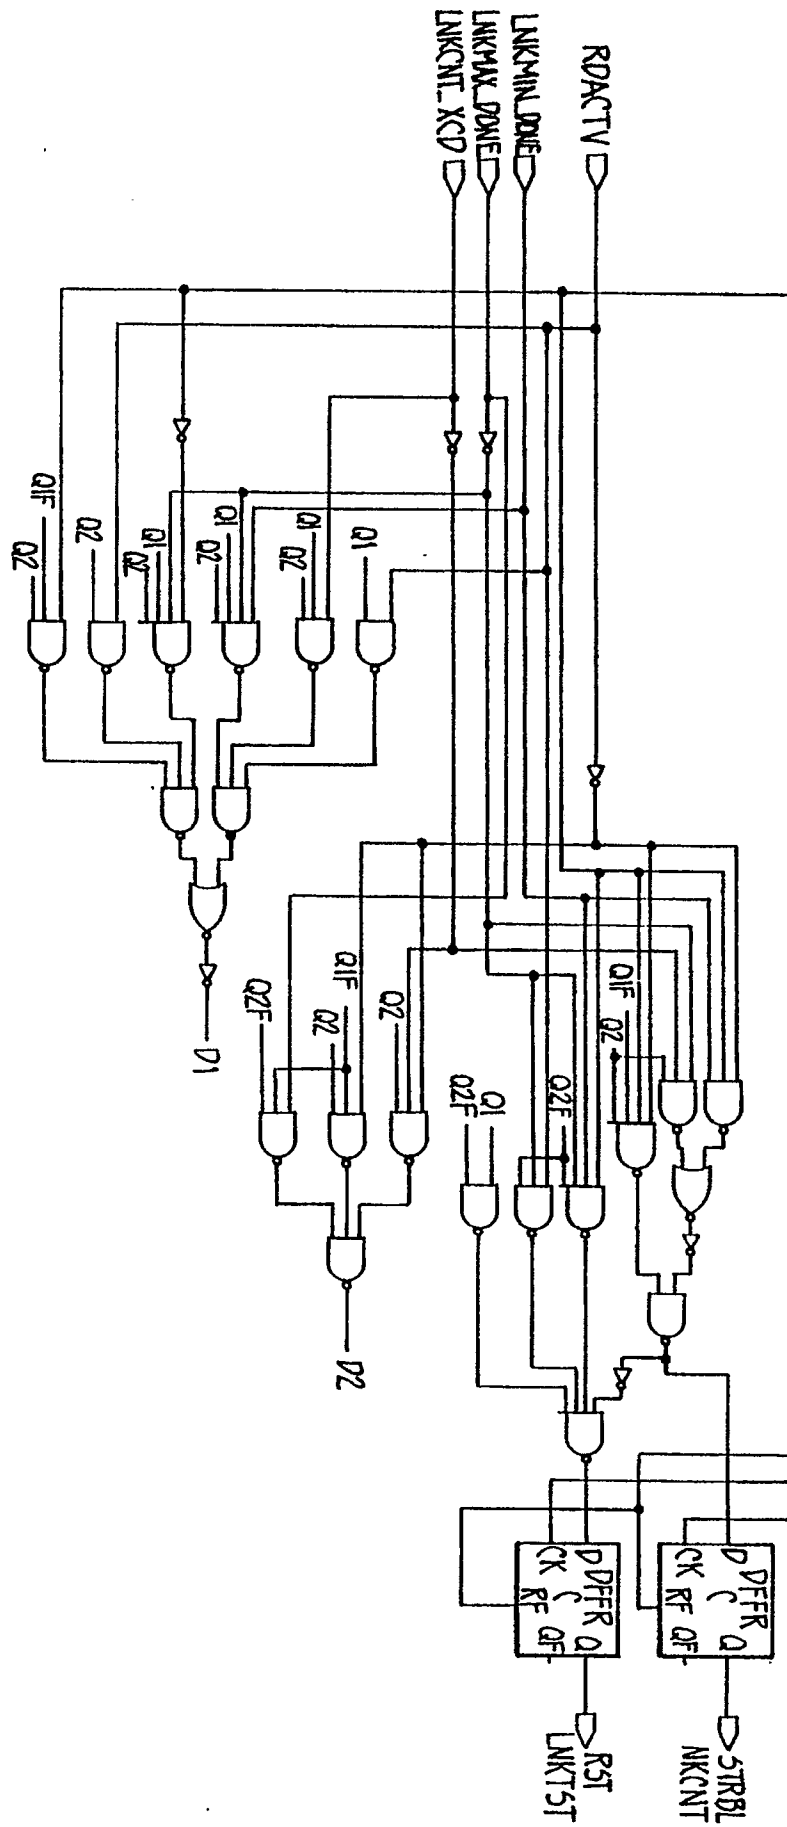 LNKCNT_XCD
LNKMAX_DONE
LNKMIN_DONE
RDACTV
Q1F
Q2
Q2
Q1
Q2
Q1
Q2
Q1
Q2
Q1
D1
Q2F
Q1F
Q2
Q2
D2
Q2F
Q1
Q2F
Q1F
Q2
D
DFFR
CK
C
RF
QF
Q
RST
LNKTST
D
DFFR
CK
C
RF
QF
Q
STRBL
NKCNT